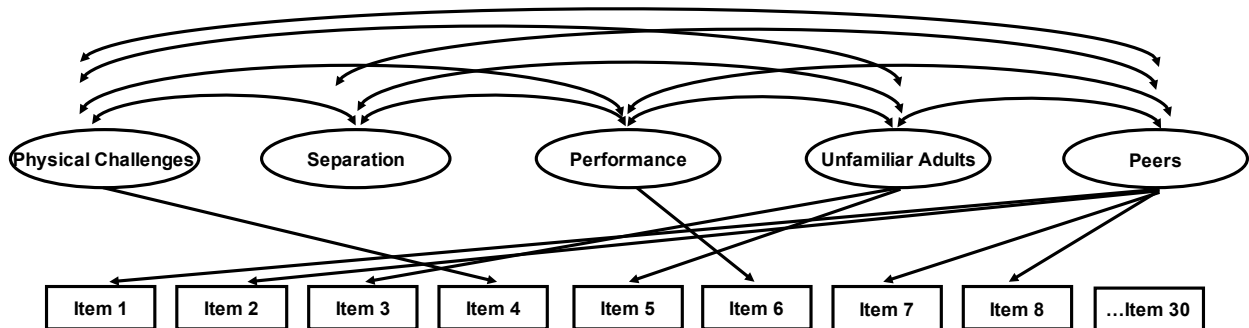 Physical Challenges
Separation
Performance
Unfamiliar Adults
Peers
Item 1
Item 2
Item 3
Item 4
Item 5
Item 6
Item 7
Item 8
...Item 30